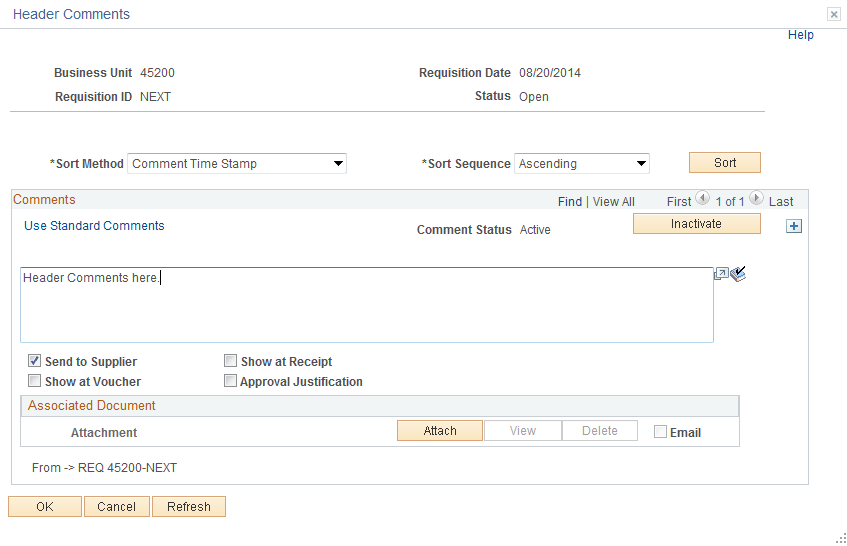 Header Comments
Help
Business Unit 45200 Requisition Date 08/20/2014
Requisition ID NEXT Status Open
*Sort Method Comment Time Stamp *Sort Sequence Ascending Sort
Comments Find | View All First 1 of 1 Last
Use Standard Comments Comment Status Active Inactivate
Header Comments here.
Send to Supplier Show at Receipt
Show at Voucher Approval Justification
Associated Document
Attachment Attach View Delete Email
From -> REQ 45200-NEXT
OK Cancel Refresh